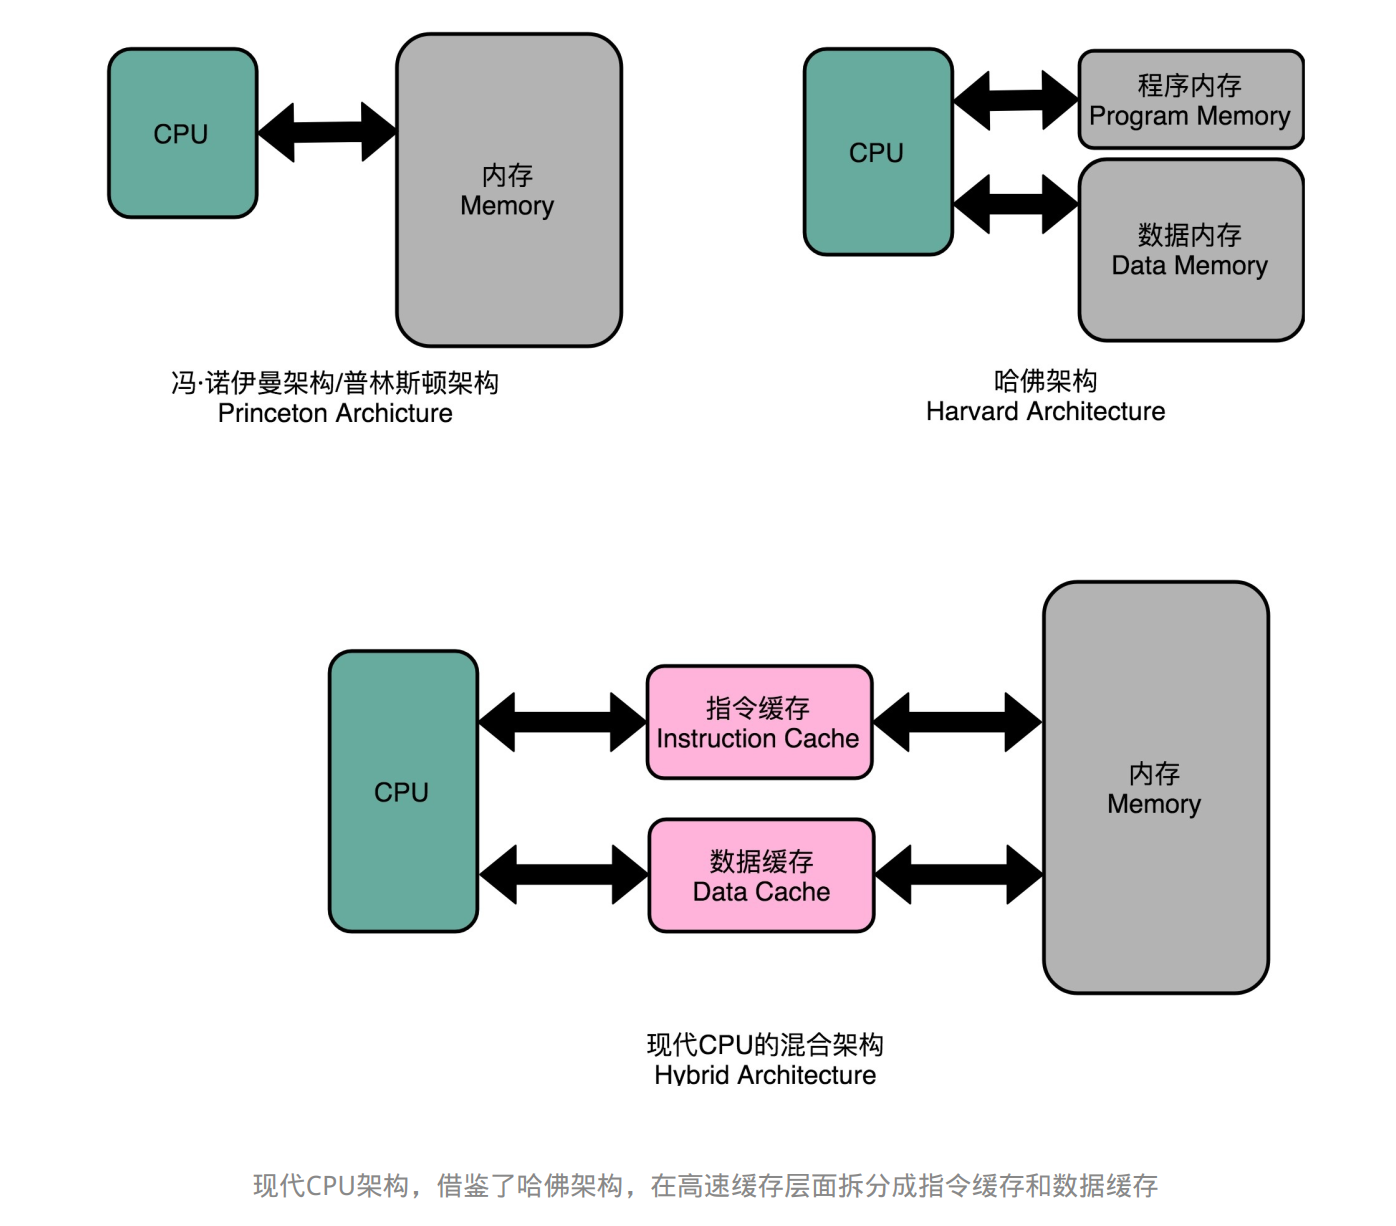 CPU
内存
Memory
冯·诺伊曼架构/普林斯顿架构
Princeton Archicture
CPU
程序内存
Program Memory
数据内存
Data Memory
哈佛架构
Harvard Architecture
CPU
指令缓存
Instruction Cache
数据缓存
Data Cache
内存
Memory
现代CPU的混合架构
Hybrid Architecture
现代CPU架构，借鉴了哈佛架构，在高速缓存层面拆分成指令缓存和数据缓存